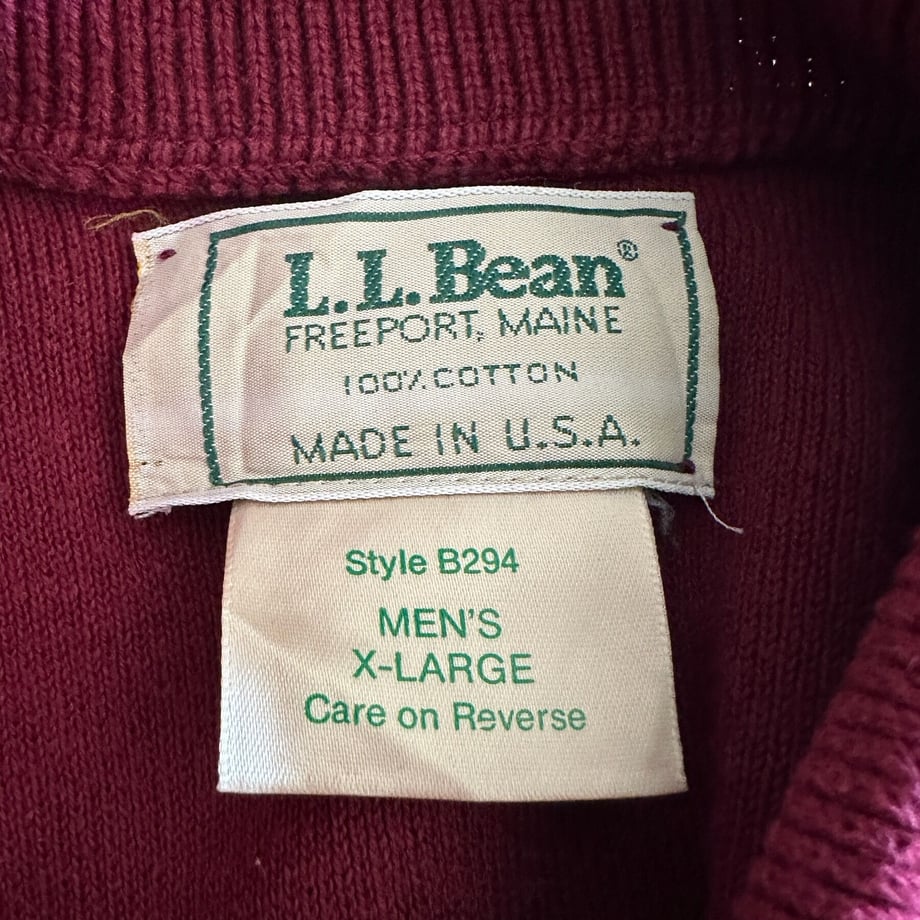 L.L.Bean®
FREEPORT, MAINE
100% COTTON
MADE IN U.S.A.
Style B294
MEN'S
X-LARGE
Care on Reverse